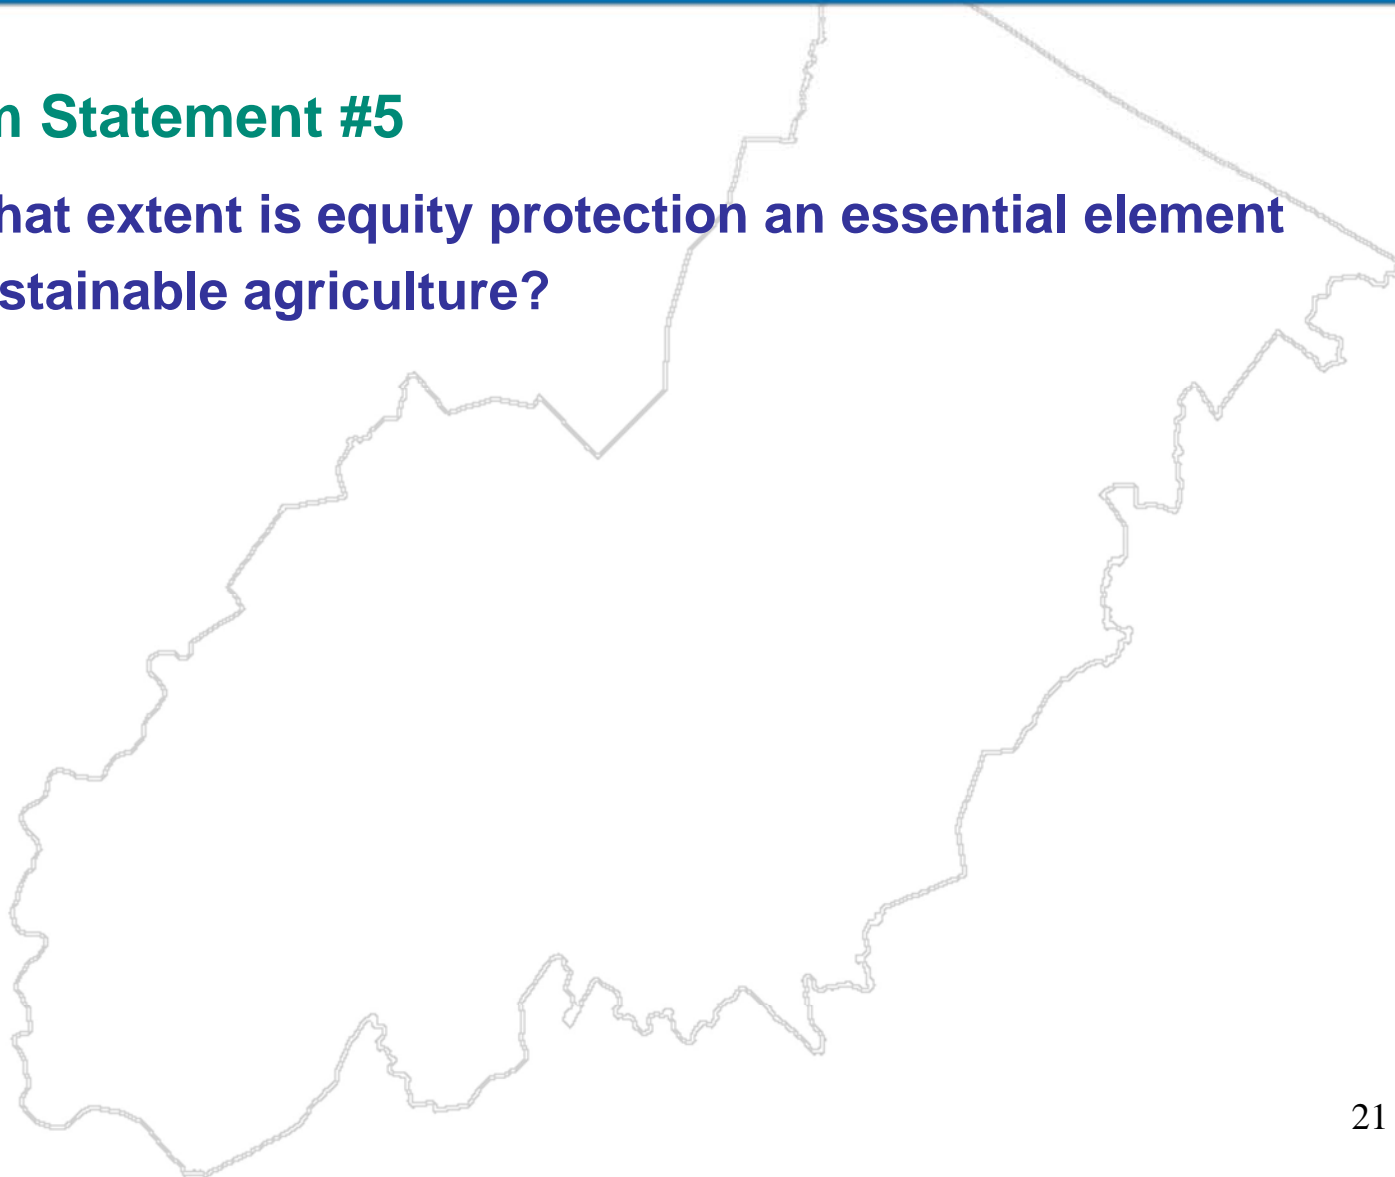 m Statement #5
hat extent is equity protection an essential element
stainable agriculture?
21